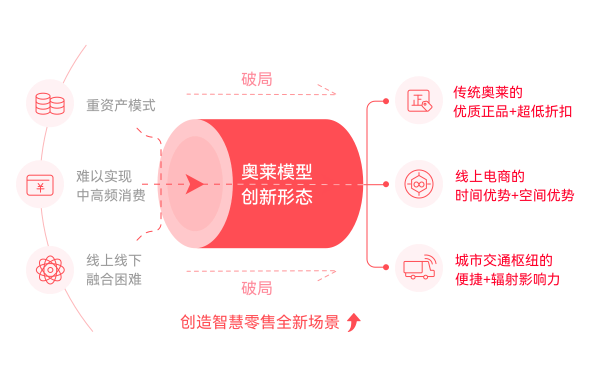 破局
重资产模式
难以实现
中高频消费
线上线下
融合困难
奥莱模型
创新形态
正
传统奥莱的
优质正品+超低折扣
线上电商的
时间优势+空间优势
城市交通枢纽的
便捷+辐射影响力
破局
创造智慧零售全新场景